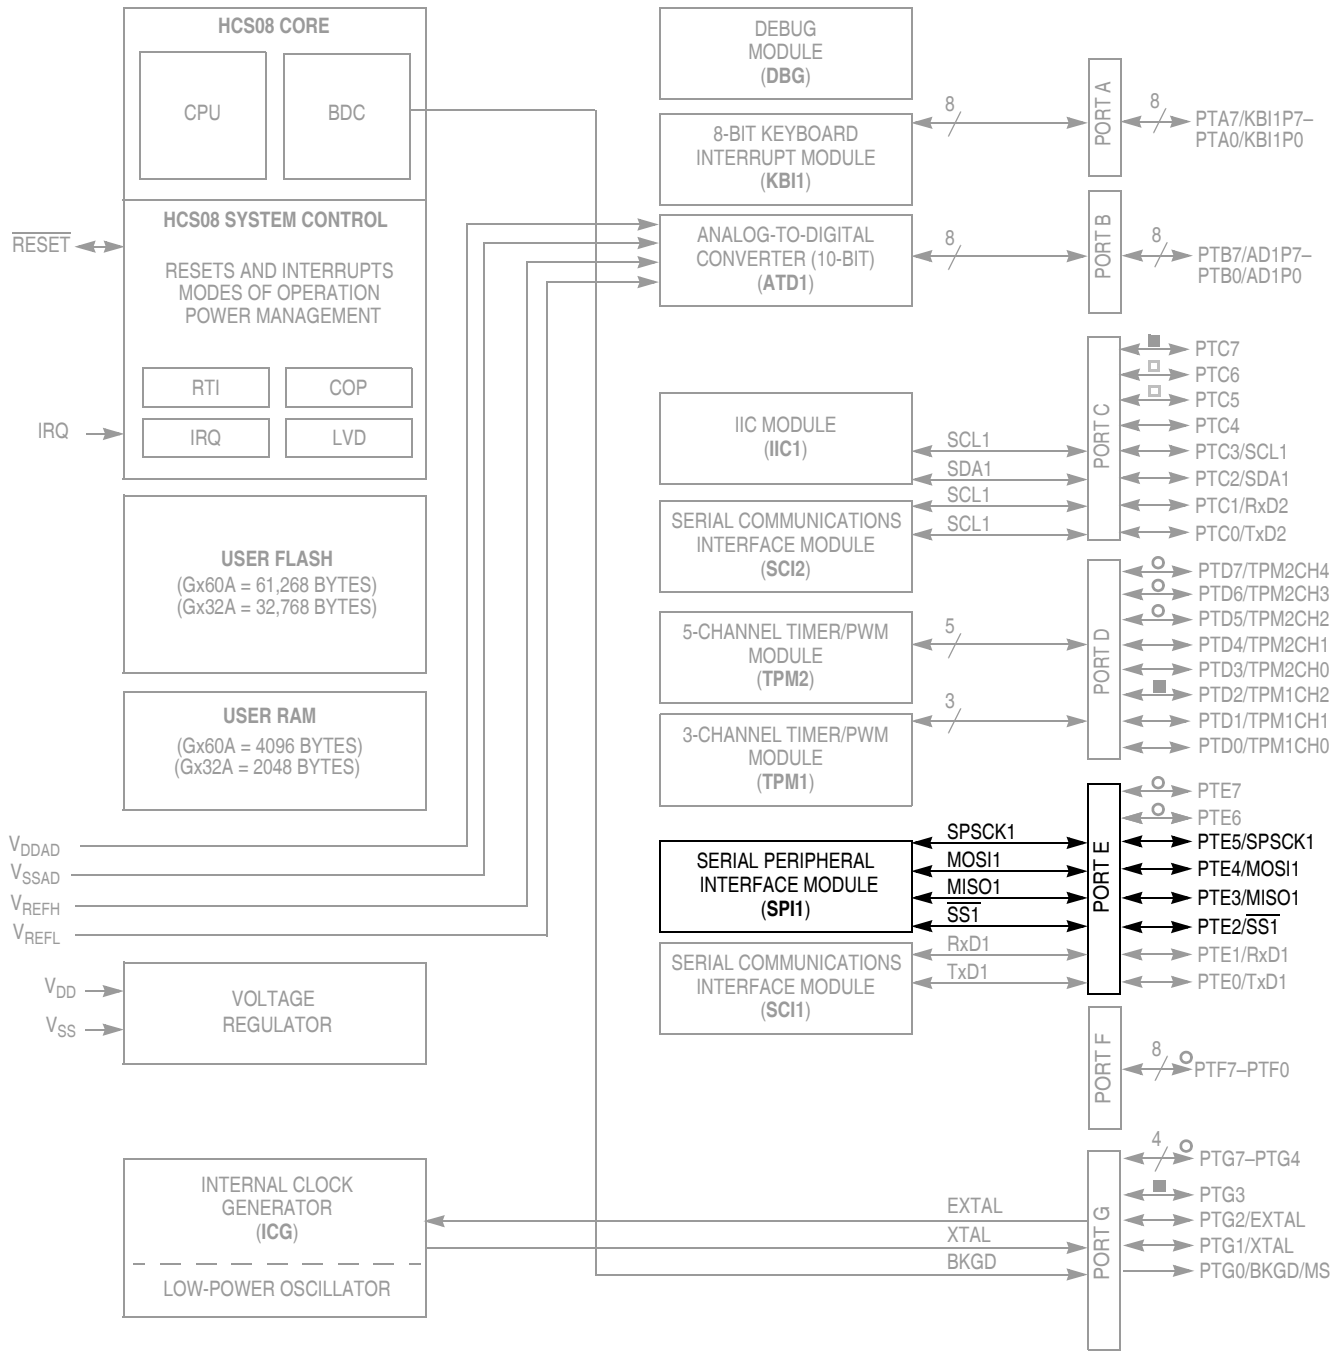 HCS08 CORE
CPU
BDC
HCS08 SYSTEM CONTROL
RESETS AND INTERRUPTS
MODES OF OPERATION
POWER MANAGEMENT
RTI
COP
IRQ
LVD
RESET
IRQ
USER FLASH
(Gx60A = 61,268 BYTES)
(Gx32A = 32,768 BYTES)
USER RAM
(Gx60A = 4096 BYTES)
(Gx32A = 2048 BYTES)
VDDAD
VSSAD
VREFH
VREFL
VDD
VSS
VOLTAGE
REGULATOR
INTERNAL CLOCK
GENERATOR
(ICG)
LOW-POWER OSCILLATOR
DEBUG
MODULE
(DBG)
8-BIT KEYBOARD
INTERRUPT MODULE
(KBI1)
ANALOG-TO-DIGITAL
CONVERTER (10-BIT)
(ATD1)
IIC MODULE
(IIC1)
SERIAL COMMUNICATIONS
INTERFACE MODULE
(SCI2)
5-CHANNEL TIMER/PWM
MODULE
(TPM2)
3-CHANNEL TIMER/PWM
MODULE
(TPM1)
SERIAL PERIPHERAL
INTERFACE MODULE
(SPI1)
SERIAL COMMUNICATIONS
INTERFACE MODULE
(SCI1)
8
8
SCL1
SDA1
SCL1
SCL1
5
3
SPSCK1
MOSI1
MISO1
SS1
RxD1
TxD1
EXTAL
XTAL
BKGD
PORT A
8
PTA7/KBI1P7–
PTA0/KBI1P0
PORT B
8
PTB7/AD1P7–
PTB0/AD1P0
PORT C
PTC7
PTC6
PTC5
PTC4
PTC3/SCL1
PTC2/SDA1
PTC1/RxD2
PTC0/TxD2
PORT D
PTD7/TPM2CH4
PTD6/TPM2CH3
PTD5/TPM2CH2
PTD4/TPM2CH1
PTD3/TPM2CH0
PTD2/TPM1CH2
PTD1/TPM1CH1
PTD0/TPM1CH0
PORT E
PTE7
PTE6
PTE5/SPSCK1
PTE4/MOSI1
PTE3/MISO1
PTE2/SS1
PTE1/RxD1
PTE0/TxD1
PORT F
8
PTF7–PTF0
PORT G
4
PTG7–PTG4
PTG3
PTG2/EXTAL
PTG1/XTAL
PTG0/BKGD/MS